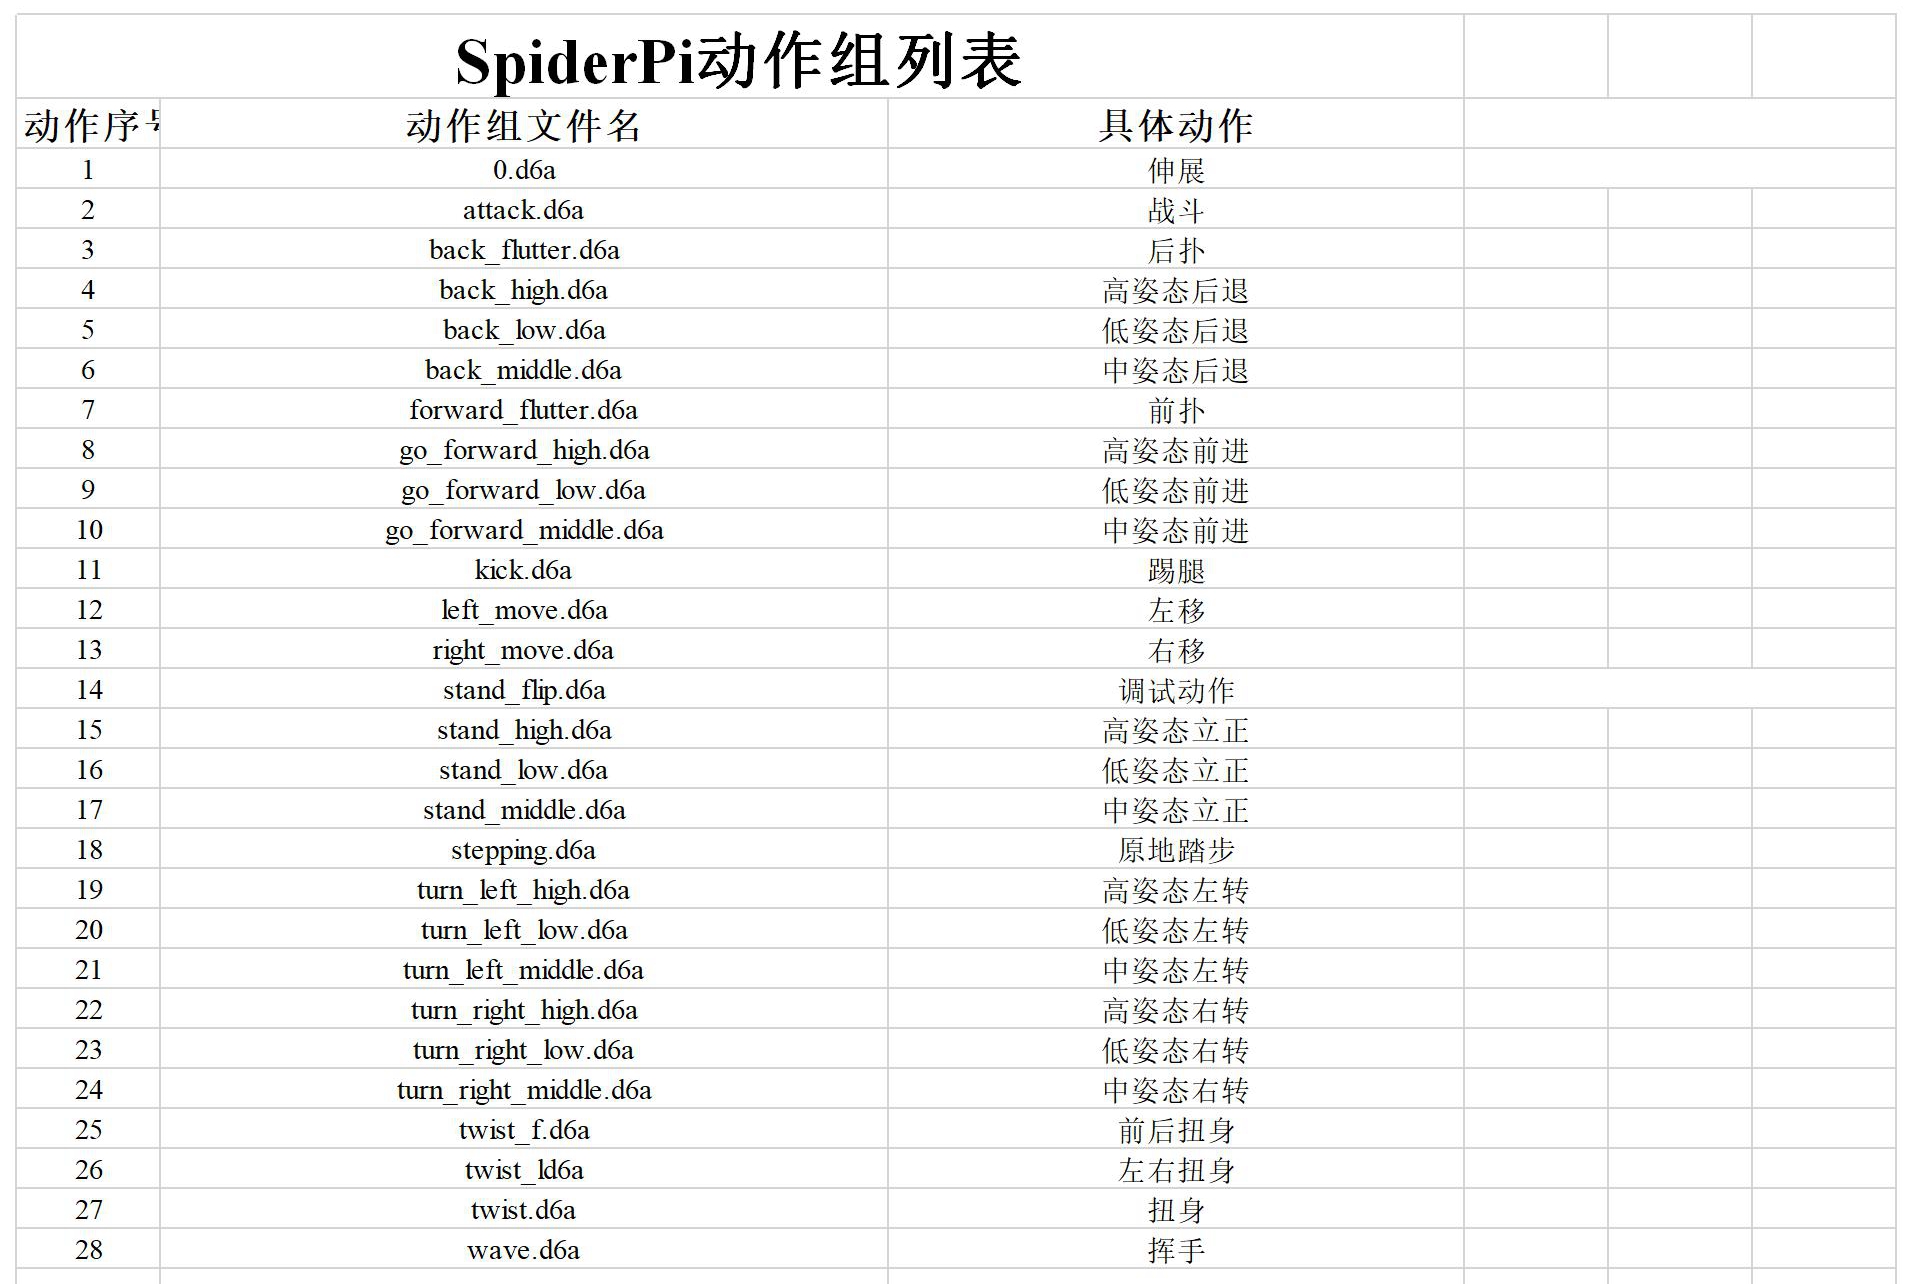 SpiderPi动作组列表
动作序号 动作组文件名 具体动作
1 0.d6a 伸展
2 attack.d6a 战斗
3 back_flutter.d6a 后扑
4 back_high.d6a 高姿态后退
5 back_low.d6a 低姿态后退
6 back_middle.d6a 中姿态后退
7 forward_flutter.d6a 前扑
8 go_forward_high.d6a 高姿态前进
9 go_forward_low.d6a 低姿态前进
10 go_forward_middle.d6a 中姿态前进
11 kick.d6a 踢腿
12 left_move.d6a 左移
13 right_move.d6a 右移
14 stand_flip.d6a 调试动作
15 stand_high.d6a 高姿态立正
16 stand_low.d6a 低姿态立正
17 stand_middle.d6a 中姿态立正
18 stepping.d6a 原地踏步
19 turn_left_high.d6a 高姿态左转
20 turn_left_low.d6a 低姿态左转
21 turn_left_middle.d6a 中姿态左转
22 turn_right_high.d6a 高姿态右转
23 turn_right_low.d6a 低姿态右转
24 turn_right_middle.d6a 中姿态右转
25 twist_f.d6a 前后扭身
26 twist_ld6a 左右扭身
27 twist.d6a 扭身
28 wave.d6a 挥手